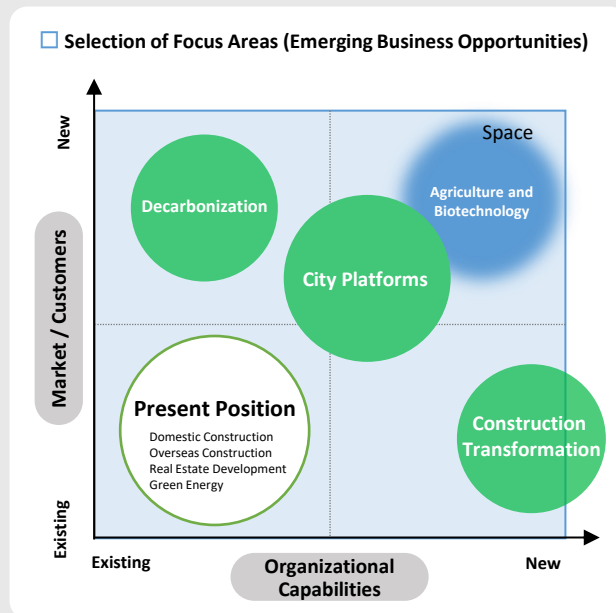 Selection of Focus Areas (Emerging Business Opportunities)
New
Space
Agriculture and
Biotechnology
Decarbonization
City Platforms
Market / Customers
Present Position
Domestic Construction
Overseas Construction
Real Estate Development
Green Energy
Construction
Transformation
Existing
Existing
New
Organizational
Capabilities